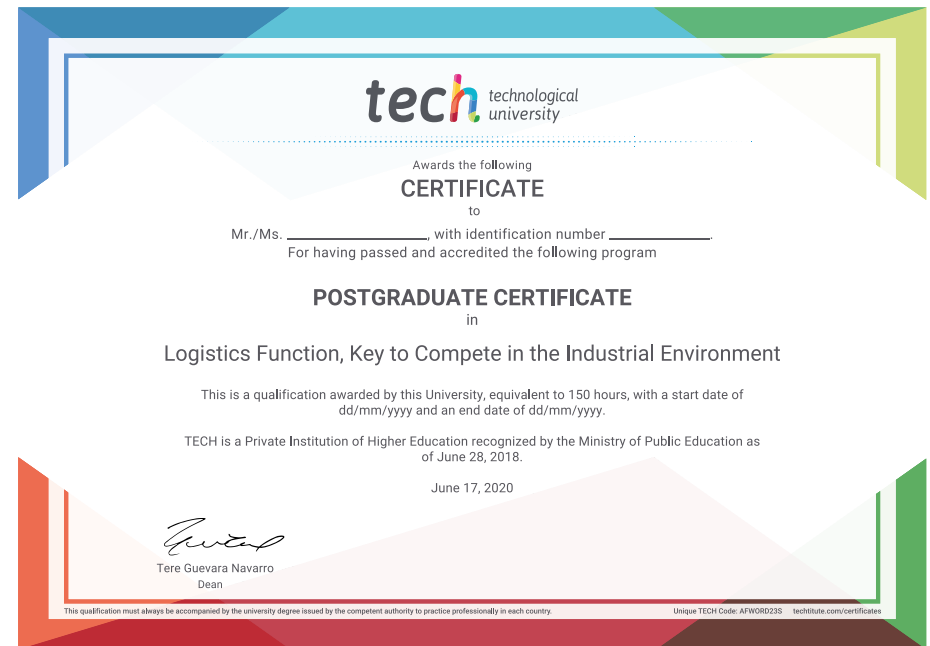 tech technological
university
Awards the following
CERTIFICATE
to
Mr./Ms. ____________________, with identification number ______________.
For having passed and accredited the following program
POSTGRADUATE CERTIFICATE
in
Logistics Function, Key to Compete in the Industrial Environment
This is a qualification awarded by this University, equivalent to 150 hours, with a start date of
dd/mm/yyyy and an end date of dd/mm/yyyy.
TECH is a Private Institution of Higher Education recognized by the Ministry of Public Education as
of June 28, 2018.
June 17, 2020
Tere Guevara Navarro
Dean
This qualification must always be accompanied by the university degree issued by the competent authority to practice professionally in each country.
Unique TECH Code: AFWORD23S techtitute.com/certificates